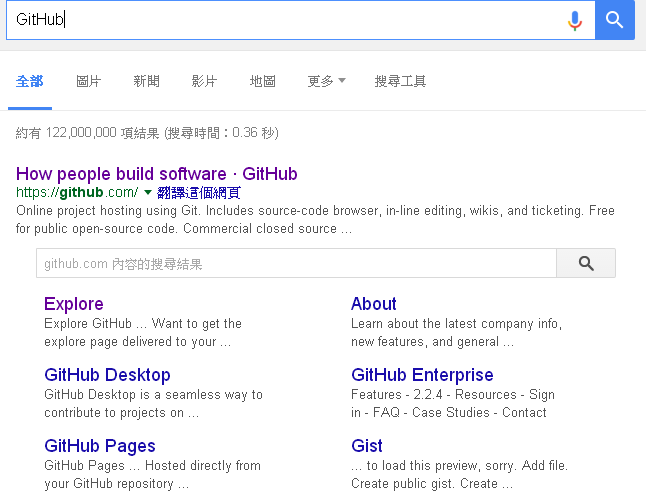 GitHub
全部 圖片 新聞 影片 地圖 更多 搜尋工具
約有 122,000,000 項結果 (搜尋時間：0.36 秒)
How people build software · GitHub
https://github.com/ 翻譯這個網頁
Online project hosting using Git. Includes source-code browser, in-line editing, wikis, and ticketing. Free
for public open-source code. Commercial closed source ...
github.com 內容的搜尋結果
Explore
Explore GitHub ... Want to get the
explore page delivered to your ...
About
Learn about the latest company info,
new features, and general ...
GitHub Desktop
GitHub Desktop is a seamless way to
contribute to projects on ...
GitHub Enterprise
Features - 2.2.4 - Resources - Sign
in - FAQ - Case Studies - Contact
GitHub Pages
GitHub Pages ... Hosted directly from
your GitHub repository ...
Gist
... to load this preview, sorry. Add file.
Create public gist. Create ...